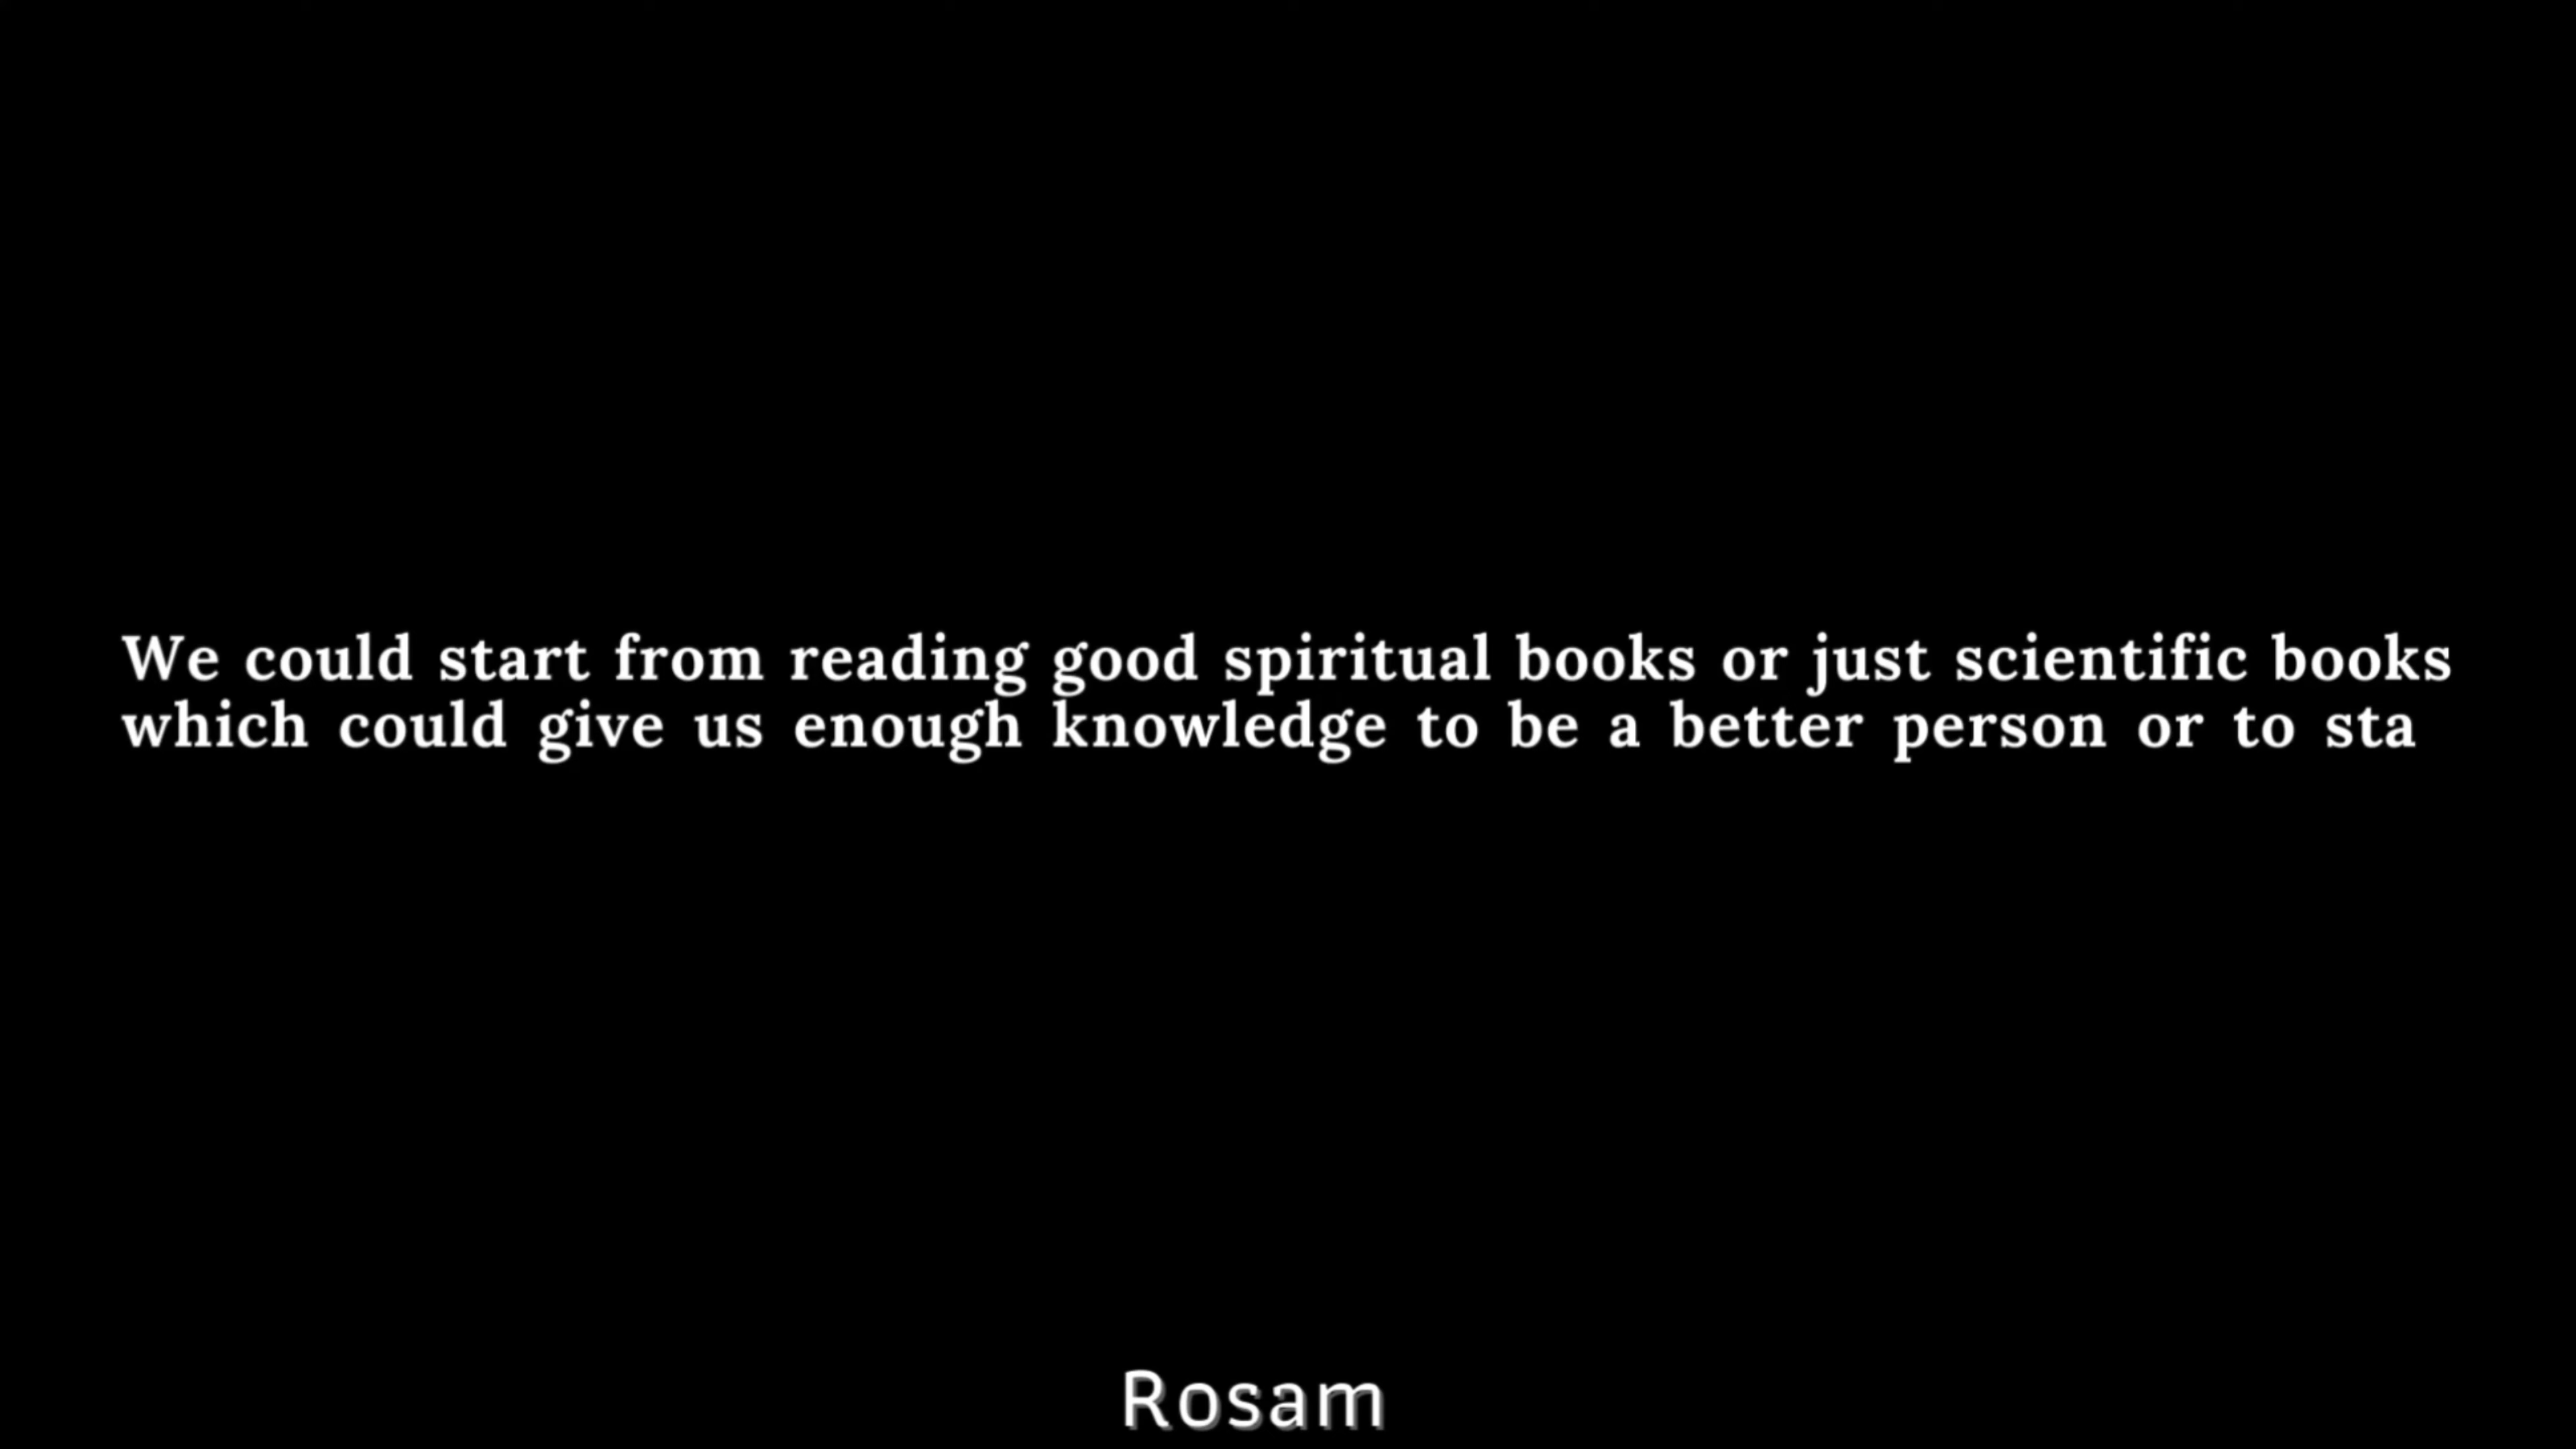 We could start from reading good spiritual books or just scientific books
which could give us enough knowledge to be a better person or to sta
Rosam